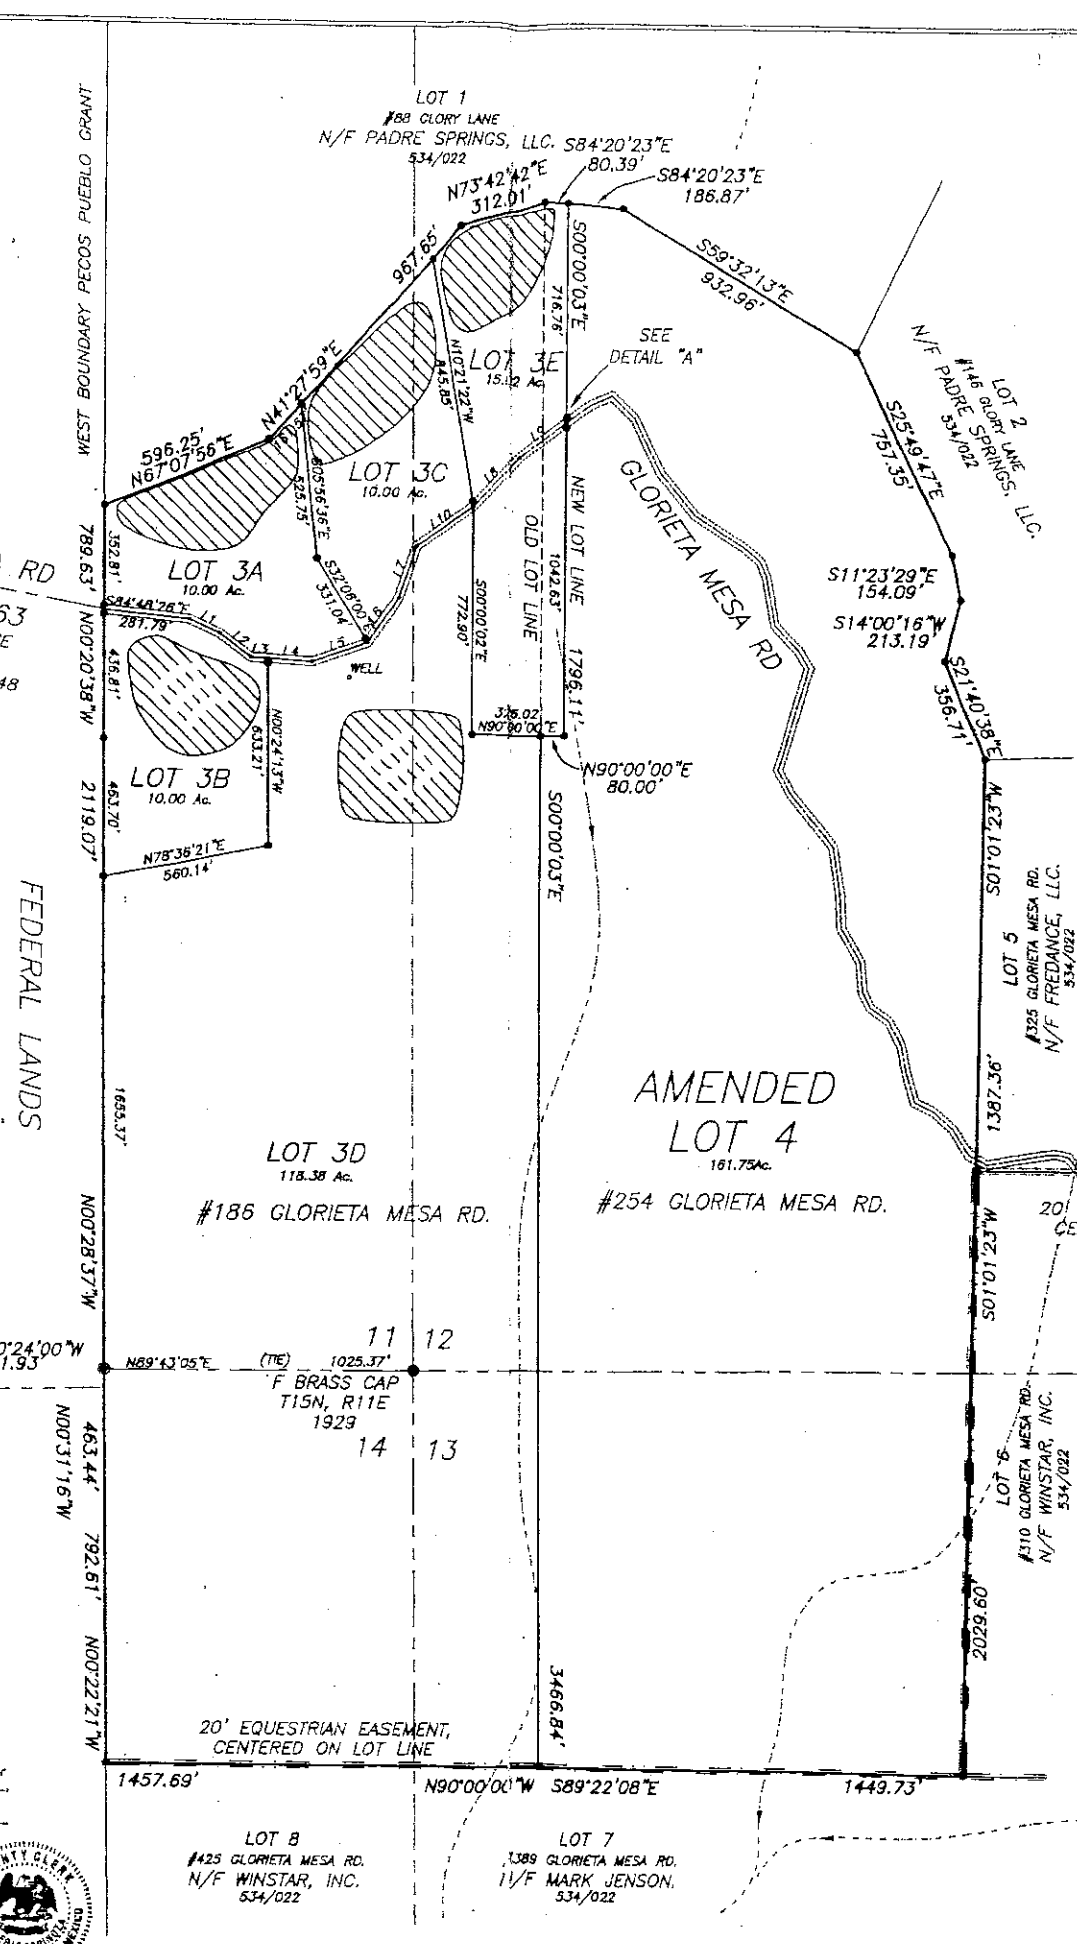 LOT 1
#88 GLORY LANE
N/F PADRE SPRINGS, LLC.
534/022
S84°20'23"E
80.39'
S84°20'23"E
186.87'
N73°42'42"E
312.01'
967.65'
N41°27'59"E
596.25'
N67°07'56"E
WEST BOUNDARY PECOS PUEBLO GRANT
S00°00'03"E
716.76'
S59°32'13"E
932.96'
SEE
DETAIL "A"
LOT 2
#146 GLORY LANE
N/F PADRE SPRINGS, LLC.
534/022
S25°49'47"E
757.35'
LOT 3E
N10°21'22"W
845.85'
LOT 3C
10.00 Ac.
S05°56'36"E
525.75'
LOT 3A
10.00 Ac.
789.63'
352.81'
RD
S84°48'26"E
281.79'
L1
L2
L3
L4
L5
L6
L7
L8
L9
L10
S32°06'00"E
331.04'
WELL
GLORIETA MESA RD
NEW LOT LINE
OLD LOT LINE
1042.63'
S00°00'02"E
772.90'
1796.11'
N90°00'00"E
N90°00'00"E
80.00'
S11°23'29"E
154.09'
S14°00'16"W
213.19'
S21°40'38"E
356.71'
N00°20'38"W
436.81'
N00°24'13"W
633.21'
LOT 3B
10.00 Ac.
463.70'
2119.07'
N78°36'21"E
560.14'
S00°00'03"E
S01°01'23"W
LOT 5
#325 GLORIETA MESA RD.
N/F FREDANCE, LLC.
534/022
1387.36'
FEDERAL LANDS
1655.37'
AMENDED
LOT 4
161.75Ac.
#254 GLORIETA MESA RD.
LOT 3D
118.38 Ac.
#186 GLORIETA MESA RD.
N00°28'37"W
20'
S01°01'23"W
11
12
N89°43'05"E
(TIE)
1025.37'
BRASS CAP
T15N, R11E
1929
14
13
463.44'
N00°31'16"W
792.61'
N00°22'21"W
LOT 6
#310 GLORIETA MESA RD.
N/F WINSTAR, INC.
534/022
2029.60'
3466.84'
20' EQUESTRIAN EASEMENT,
CENTERED ON LOT LINE
1457.69'
N90°00'00"W
S89°22'08"E
1449.73'
LOT 8
#425 GLORIETA MESA RD.
N/F WINSTAR, INC.
534/022
LOT 7
GLORIETA MESA RD.
MARK JENSON,
534/022